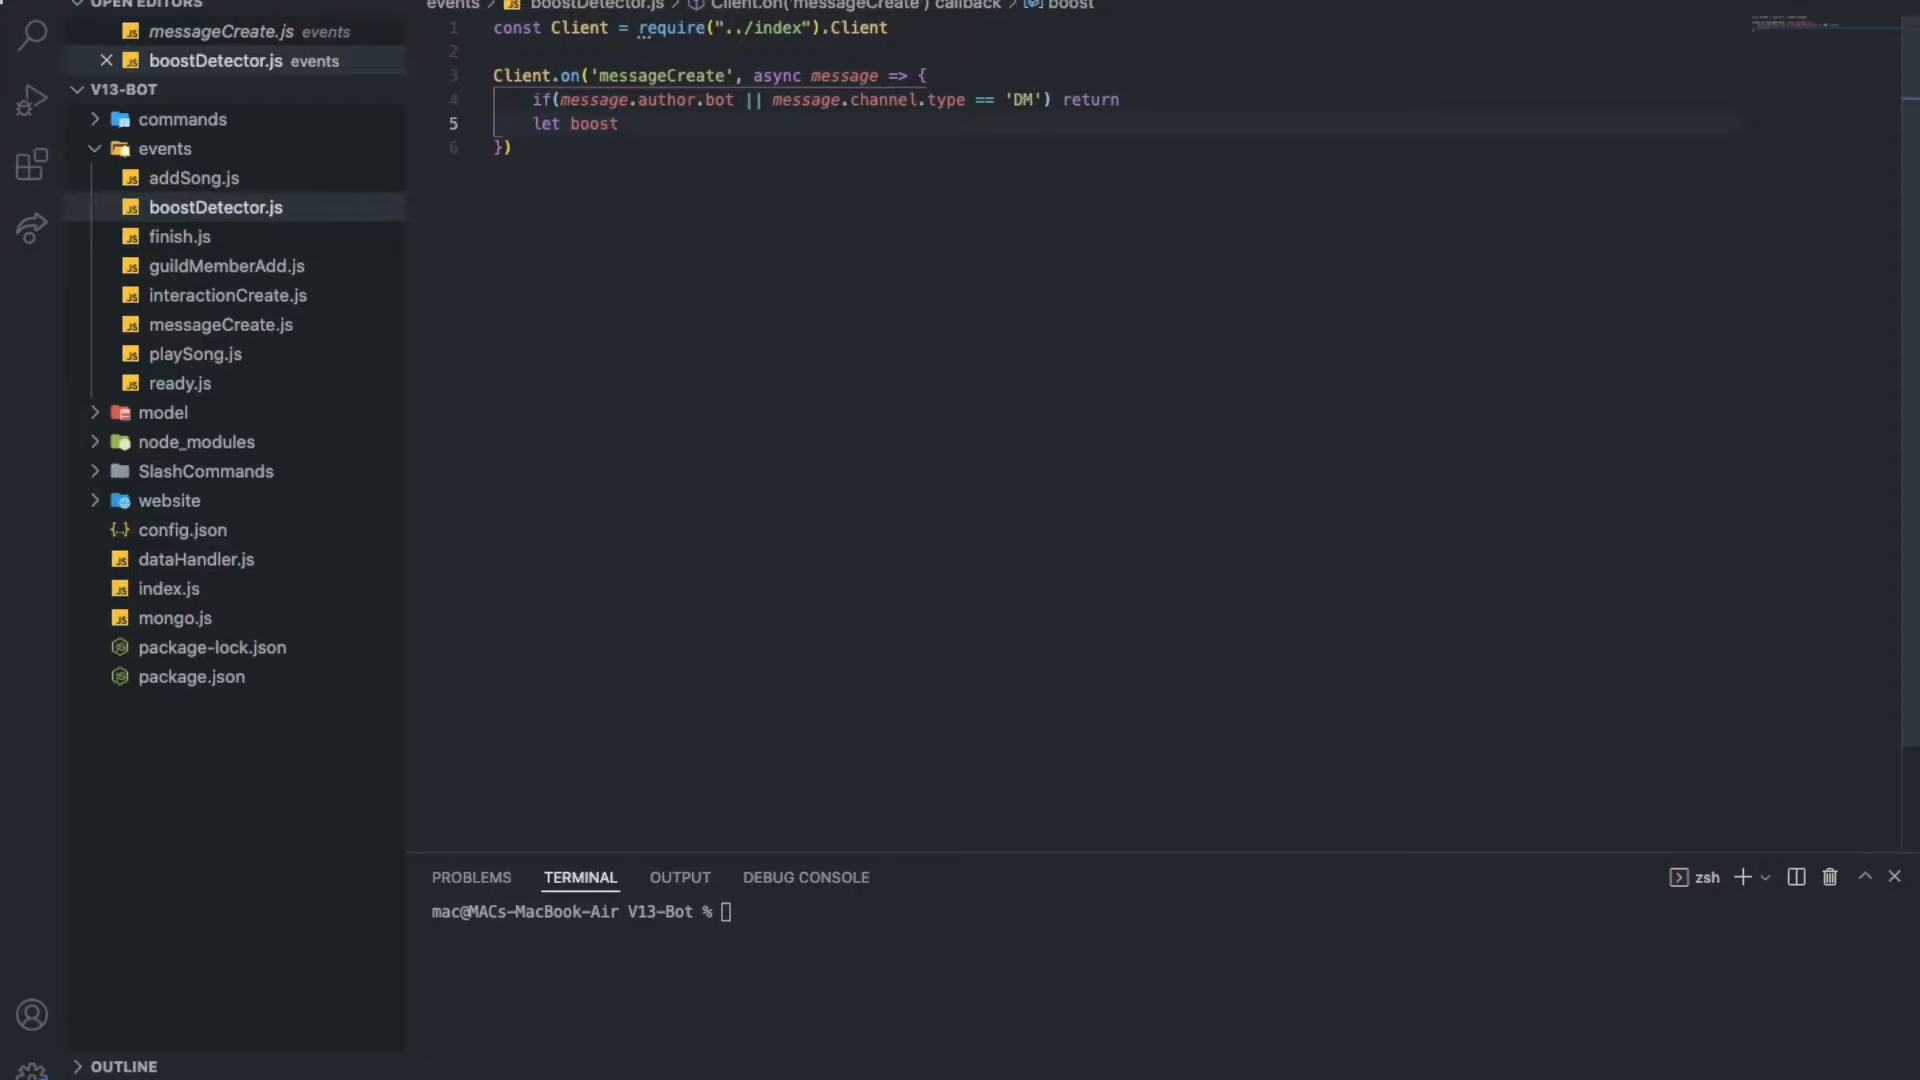 OPEN EDITORS
messageCreate.js events
boostDetector.js events
V13-BOT
commands
events
addSong.js
boostDetector.js
finish.js
guildMemberAdd.js
interactionCreate.js
messageCreate.js
playSong.js
ready.js
model
node_modules
SlashCommands
website
config.json
dataHandler.js
index.js
mongo.js
package-lock.json
package.json
OUTLINE
events > boostDetector.js > Client.on('messageCreate') callback > boost
1 const Client = require("../index").Client
2
3 Client.on('messageCreate', async message => {
4 if(message.author.bot || message.channel.type == 'DM') return
5 let boost
6 })
PROBLEMS TERMINAL OUTPUT DEBUG CONSOLE zsh
mac@MACs-MacBook-Air V13-Bot %